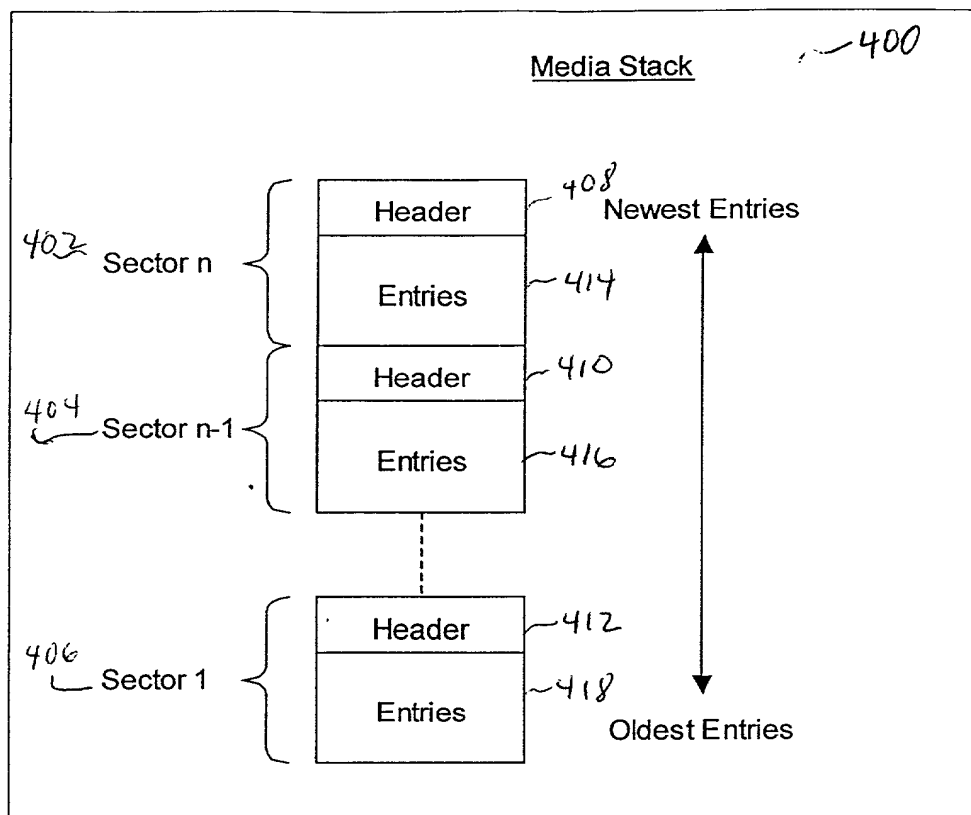 Media Stack 400
Header 408 Newest Entries
402 Sector n
Entries 414
Header 410
404 Sector n-1
Entries 416
Header 412
406 Sector 1
Entries 418
Oldest Entries